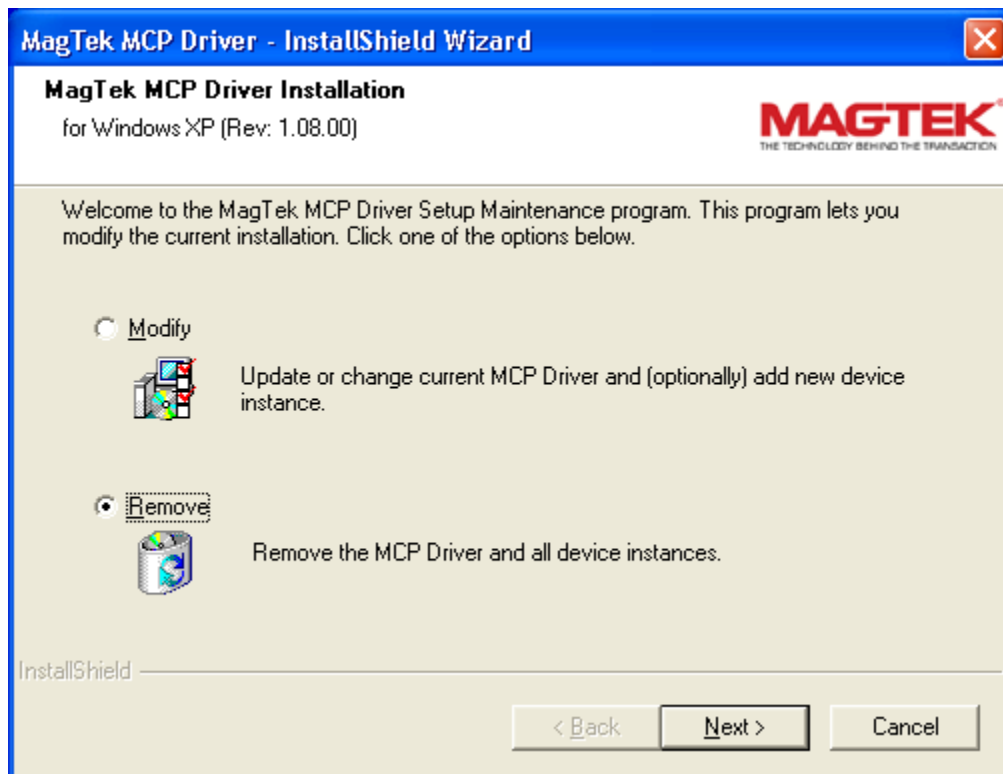 MagTek MCP Driver - InstallShield Wizard
MagTek MCP Driver Installation
for Windows XP (Rev: 1.08.00)
MAGTEK®
THE TECHNOLOGY BEHIND THE TRANSACTION
Welcome to the MagTek MCP Driver Setup Maintenance program. This program lets you
modify the current installation. Click one of the options below.
Modify
Update or change current MCP Driver and (optionally) add new device
instance.
Remove
Remove the MCP Driver and all device instances.
InstallShield
< Back
Next >
Cancel